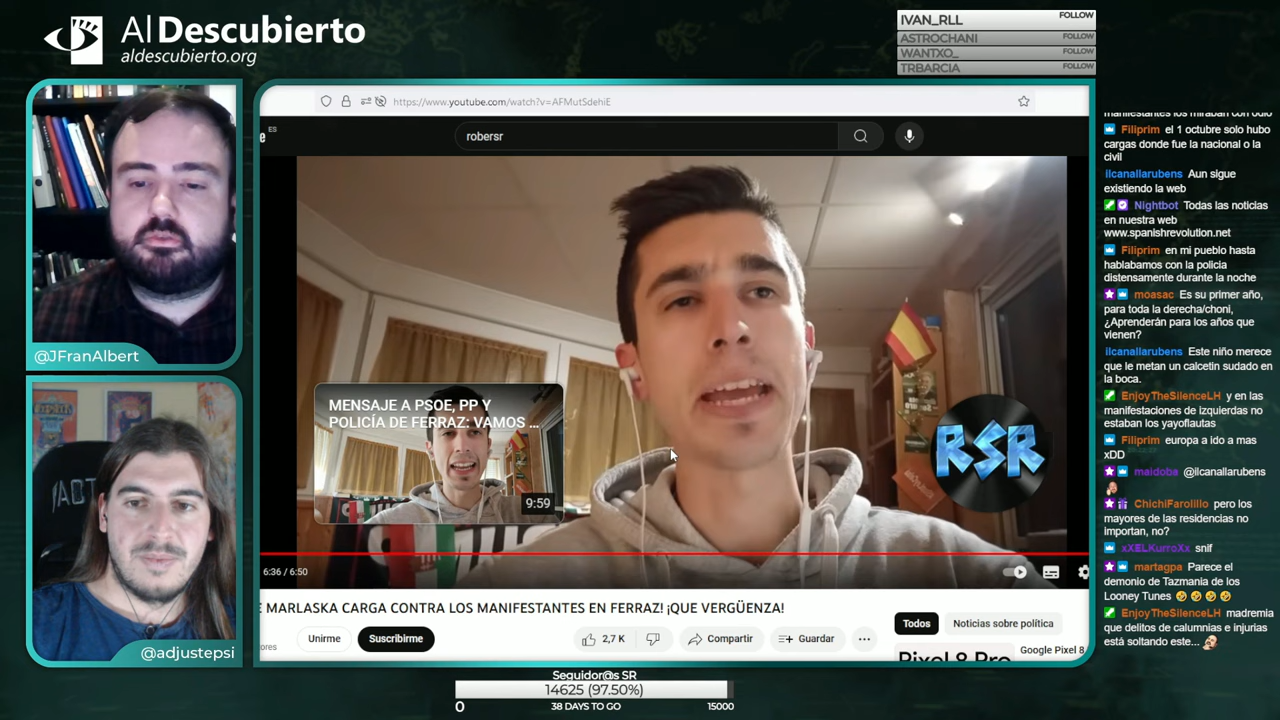 Al Descubierto
aldescubierto.org
IVAN_RLL FOLLOW
ASTROCHANI FOLLOW
WANTXO_ FOLLOW
TRBARCIA FOLLOW
@JFranAlbert
@adjustepsi
https://www.youtube.com/watch?v=AFMutSdehiE
e ES
robersr
MENSAJE A PSOE, PP Y
POLICÍA DE FERRAZ: VAMOS ...
9:59
RSR
6:36 / 6:50
E MARLASKA CARGA CONTRA LOS MANIFESTANTES EN FERRAZ! ¡QUE VERGÜENZA!
ores
Unirme
Suscribirme
2,7 K
Compartir
Guardar
Todos
Noticias sobre política
Pixel 8 Pro
Google Pixel 8
manifestantes los miraban con odio
Filiprim el 1 octubre solo hubo
cargas donde fue la nacional o la
civil
ilcanallarubens Aun sigue
existiendo la web
Nightbot Todas las noticias
en nuestra web
www.spanishrevolution.net
Filiprim en mi pueblo hasta
hablabamos con la policia
distensamente durante la noche
moasac Es su primer año,
para toda la derecha/choni,
¿Aprenderán para los años que
vienen?
ilcanallarubens Este niño merece
que le metan un calcetin sudado en
la boca.
EnjoyTheSilenceLH y en las
manifestaciones de izquierdas no
estaban los yayoflautas
Filiprim europa a ido a mas
xDD
maidoba @ilcanallarubens
ChichiFarolillo pero los
mayores de las residencias no
importan, no?
xXELKurroXx snif
martagpa Parece el
demonio de Tazmania de los
Looney Tunes
EnjoyTheSilenceLH madremia
que delitos de calumnias e injurias
está soltando este...
Seguidor@s SR
14625 (97.50%)
0 38 DAYS TO GO 15000